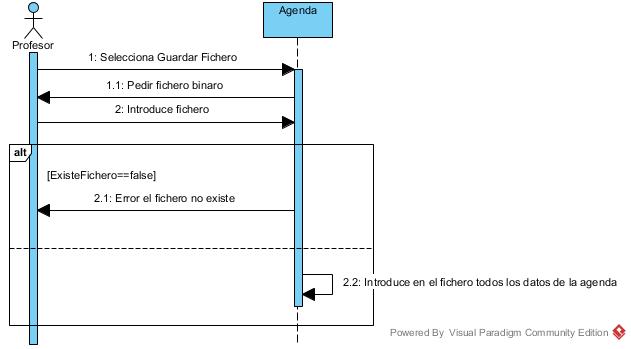 Agenda
Profesor
1: Selecciona Guardar Fichero
1.1: Pedir fichero binaro
2: Introduce fichero
alt
[ExisteFichero==false]
2.1: Error el fichero no existe
2.2: Introduce en el fichero todos los datos de la agenda
Powered By Visual Paradigm Community Edition